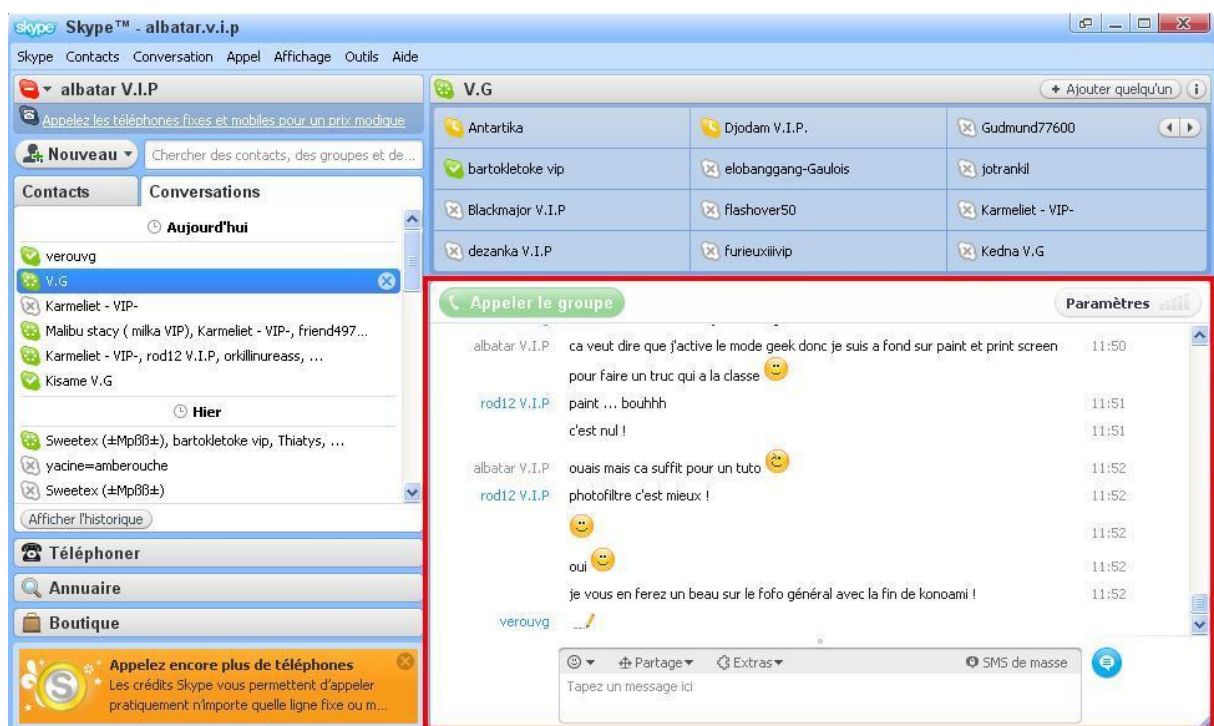 skype Skype™ - albatar.v.i.p
Skype Contacts Conversation Appel Affichage Outils Aide
albatar V.I.P
Appelez les téléphones fixes et mobiles pour un prix modique
Nouveau
Chercher des contacts, des groupes et de...
Contacts Conversations
Aujourd'hui
verouvg
V.G
Karmeliet - VIP-
Malibu stacy ( milka VIP), Karmeliet - VIP-, friend497...
Karmeliet - VIP-, rod12 V.I.P, orkillinureass, ...
Kisame V.G
Hier
Sweetex (±Mpßß±), bartokletoke vip, Thiatys, ...
yacine=amberouche
Sweetex (±Mpßß±)
Afficher l'historique
Téléphoner
Annuaire
Boutique
Appelez encore plus de téléphones
Les crédits Skype vous permettent d'appeler
pratiquement n'importe quelle ligne fixe ou m...
V.G
+ Ajouter quelqu'un i
Antartika Djodam V.I.P. Gudmund77600
bartokletoke vip elobanggang-Gaulois jotrankil
Blackmajor V.I.P flashover50 Karmeliet - VIP-
dezanka V.I.P furieuxiiivip Kedna V.G
Appeler le groupe Paramètres
albatar V.I.P ca veut dire que j'active le mode geek donc je suis a fond sur paint et print screen 11:50
pour faire un truc qui a la classe
rod12 V.I.P paint ... bouhhh 11:51
c'est nul ! 11:51
albatar V.I.P ouais mais ca suffit pour un tuto 11:52
rod12 V.I.P photofiltre c'est mieux ! 11:52
11:52
oui 11:52
je vous en ferez un beau sur le fofo général avec la fin de konoami ! 11:52
verouvg
Partage Extras SMS de masse
Tapez un message ici